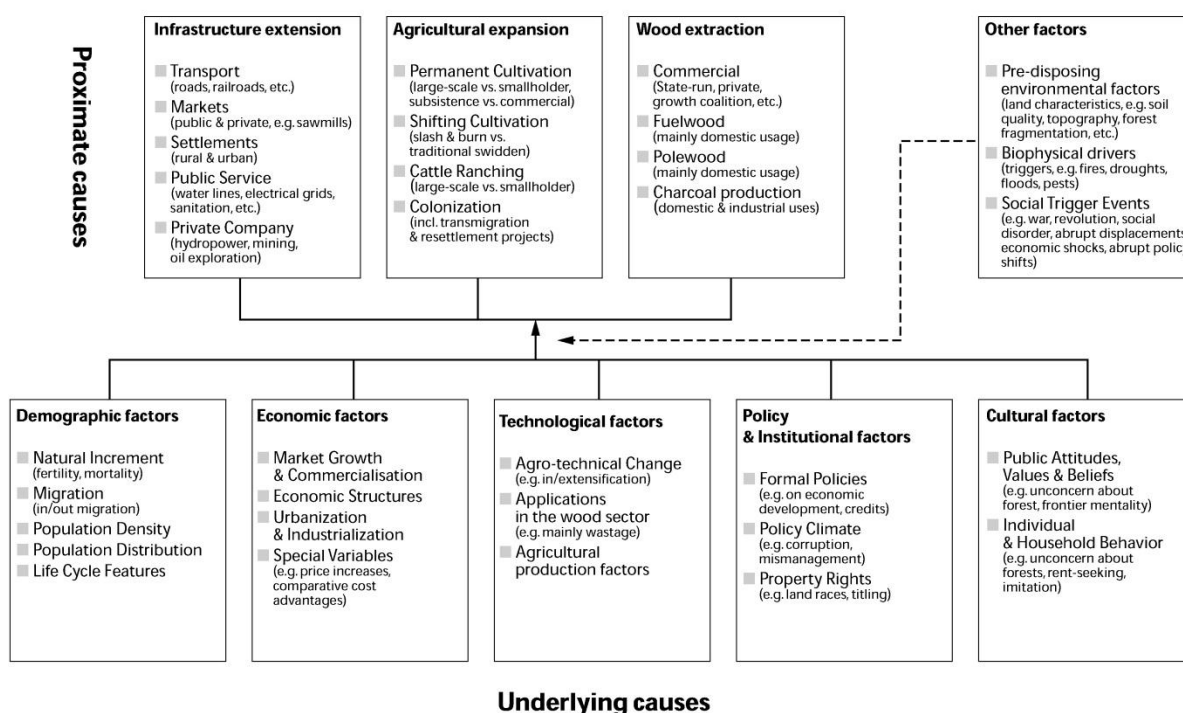 Proximate causes
Infrastructure extension
Transport
(roads, railroads, etc.)
Markets
(public & private, e.g. sawmills)
Settlements
(rural & urban)
Public Service
(water lines, electrical grids,
sanitation, etc.)
Private Company
(hydropower, mining,
oil exploration)
Agricultural expansion
Permanent Cultivation
(large-scale vs. smallholder,
subsistence vs. commercial)
Shifting Cultivation
(slash & burn vs.
traditional swidden)
Cattle Ranching
(large-scale vs. smallholder)
Colonization
(incl. transmigration
& resettlement projects)
Wood extraction
Commercial
(State-run, private,
growth coalition, etc.)
Fuelwood
(mainly domestic usage)
Polewood
(mainly domestic usage)
Charcoal production
(domestic & industrial uses)
Other factors
Pre-disposing
environmental factors
(land characteristics, e.g. soil
quality, topography, forest
fragmentation, etc.)
Biophysical drivers
(triggers, e.g. fires, droughts,
floods, pests)
Social Trigger Events
(e.g. war, revolution, social
disorder, abrupt displacements
economic shocks, abrupt polic
shifts)
Demographic factors
Natural Increment
(fertility, mortality)
Migration
(in/out migration)
Population Density
Population Distribution
Life Cycle Features
Economic factors
Market Growth
& Commercialisation
Economic Structures
Urbanization
& Industrialization
Special Variables
(e.g. price increases,
comparative cost
advantages)
Technological factors
Agro-technical Change
(e.g. in/extensification)
Applications
in the wood sector
(e.g. mainly wastage)
Agricultural
production factors
Policy
& Institutional factors
Formal Policies
(e.g. on economic
development, credits)
Policy Climate
(e.g. corruption,
mismanagement)
Property Rights
(e.g. land races, titling)
Cultural factors
Public Attitudes,
Values & Beliefs
(e.g. unconcern about
forest, frontier mentality)
Individual
& Household Behavior
(e.g. unconcern about
forests, rent-seeking,
imitation)
Underlying causes